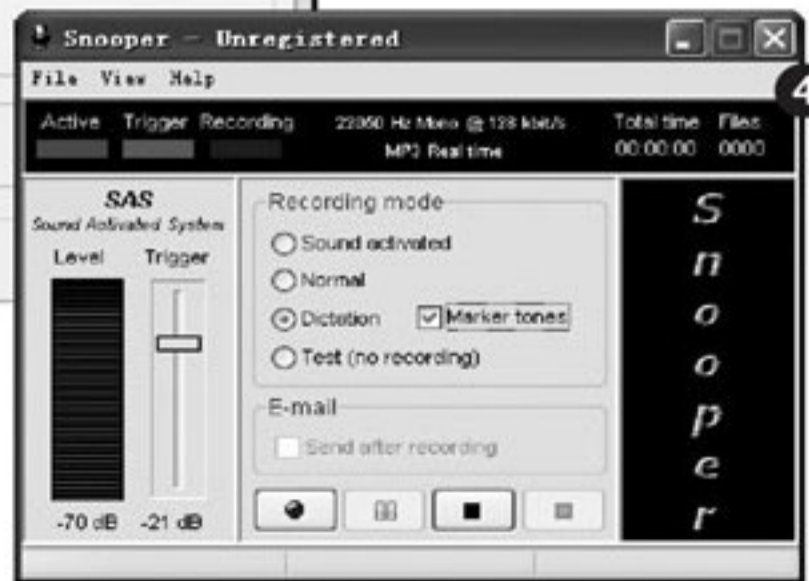 Snooper - Unregistered
File View Help
4
Active Trigger Recording
22050 Hz Mono @ 128 kbit/s
MP3 Real time
Total time Files
00:00:00 0000
SAS
Sound Activated System
Level Trigger
-70 dB -21 dB
Recording mode
Sound activated
Normal
Dictation Marker tones
Test (no recording)
E-mail
Send after recording
Snooper